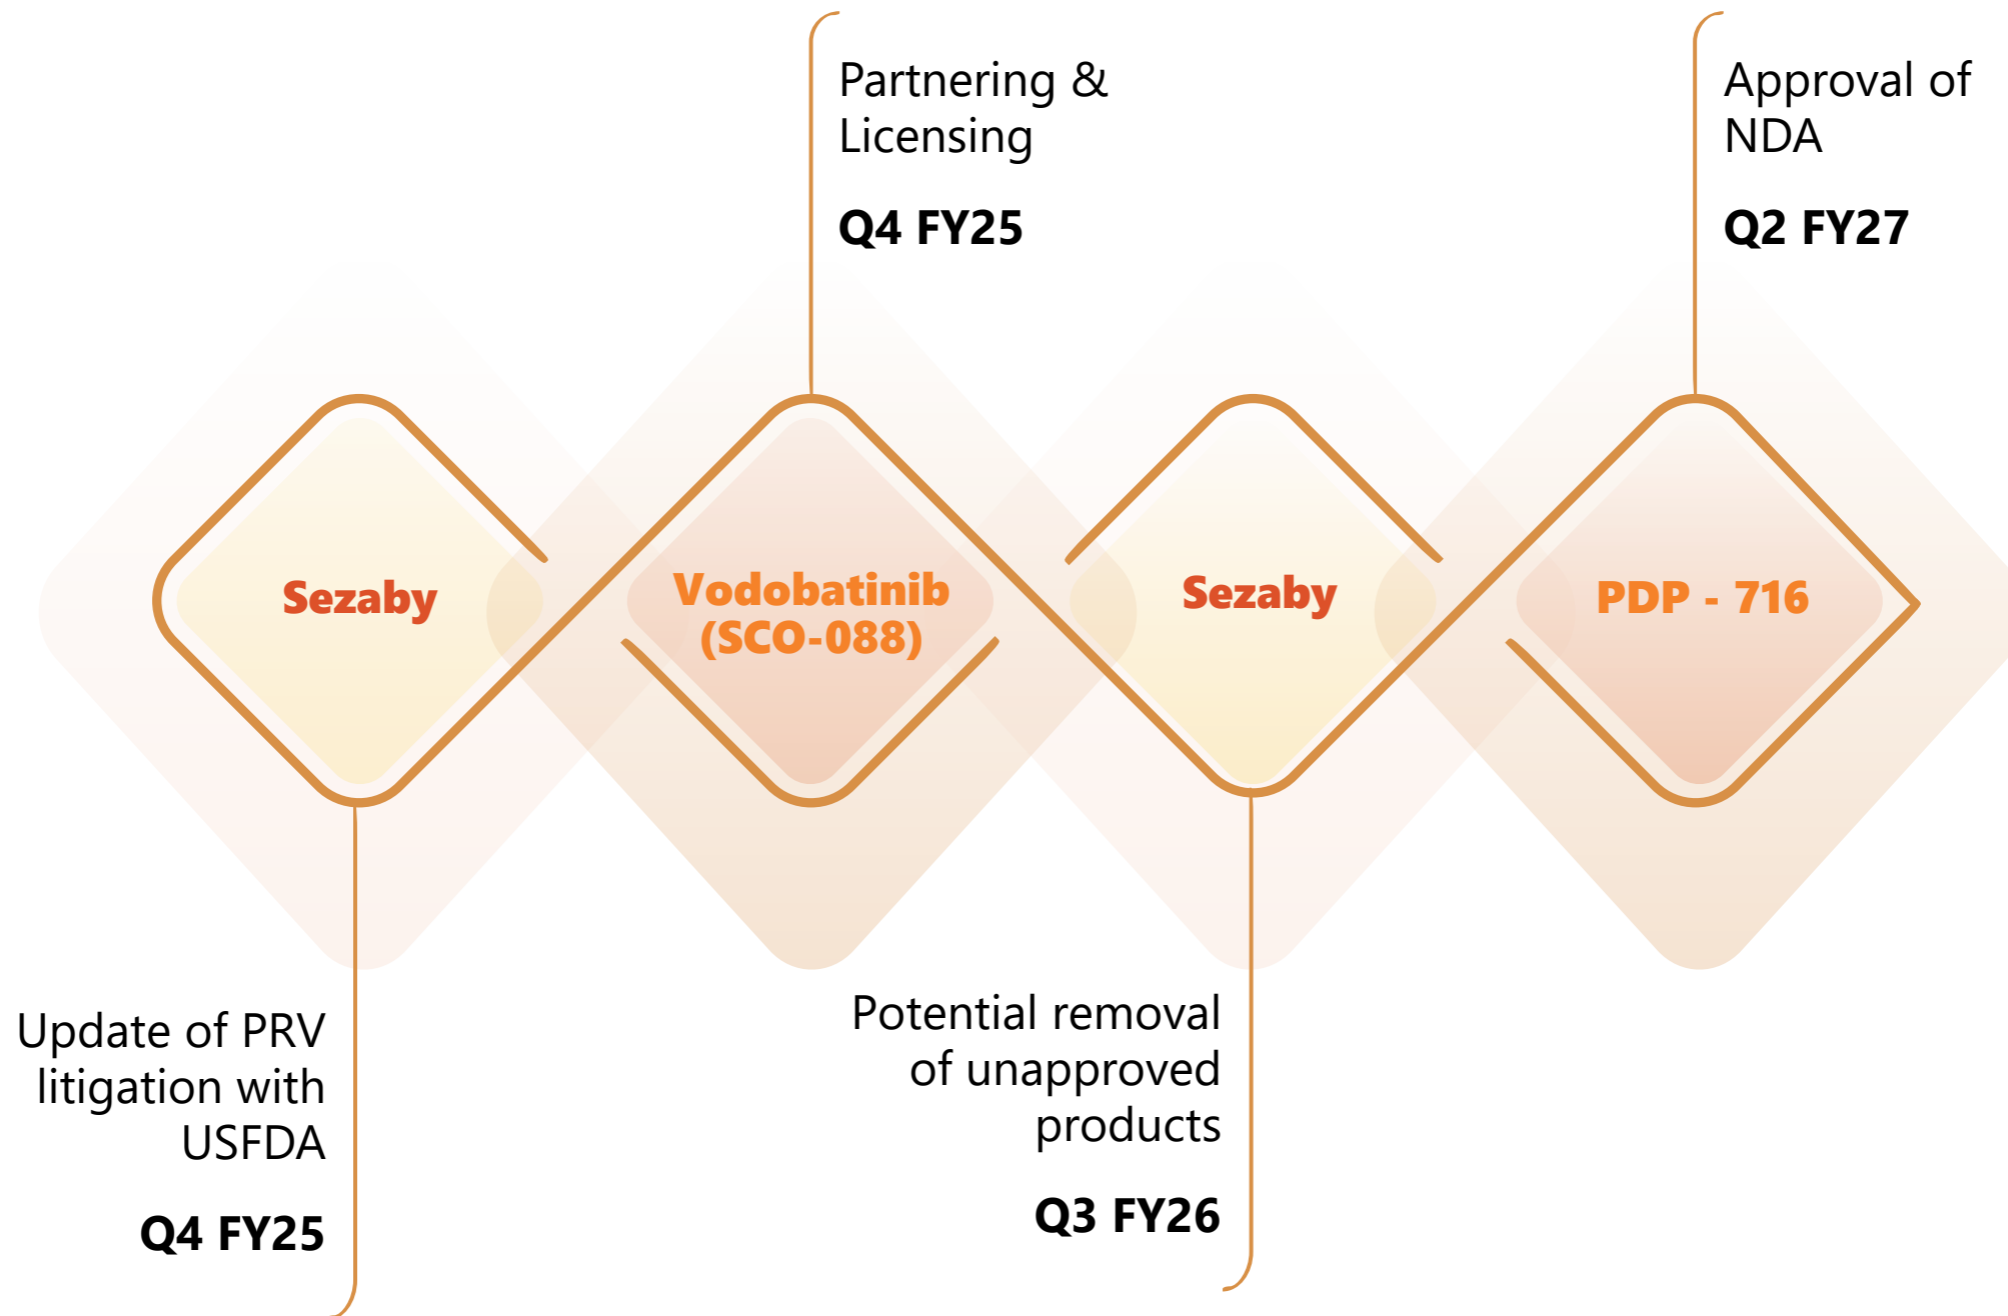 Partnering &
Licensing
Q4 FY25
Approval of
NDA
Q2 FY27
Sezaby
Vodobatinib
(SCO-088)
Sezaby
PDP - 716
Update of PRV
litigation with
USFDA
Q4 FY25
Potential removal
of unapproved
products
Q3 FY26